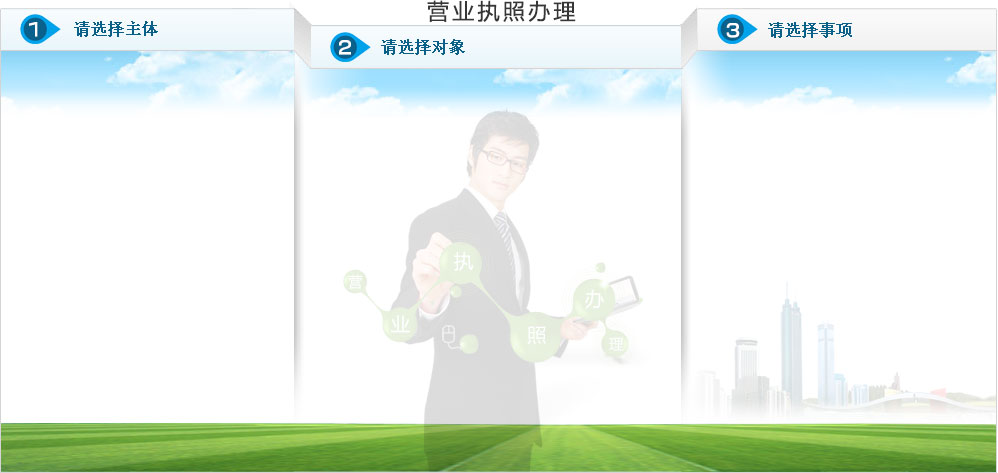 营业执照办理
1 请选择主体
2 请选择对象
3 请选择事项
营
业
执
照
办
理